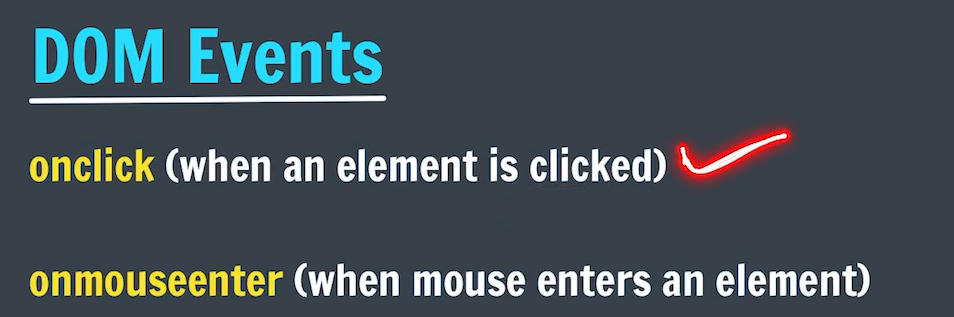 DOM Events
onclick (when an element is clicked)
onmouseenter (when mouse enters an element)